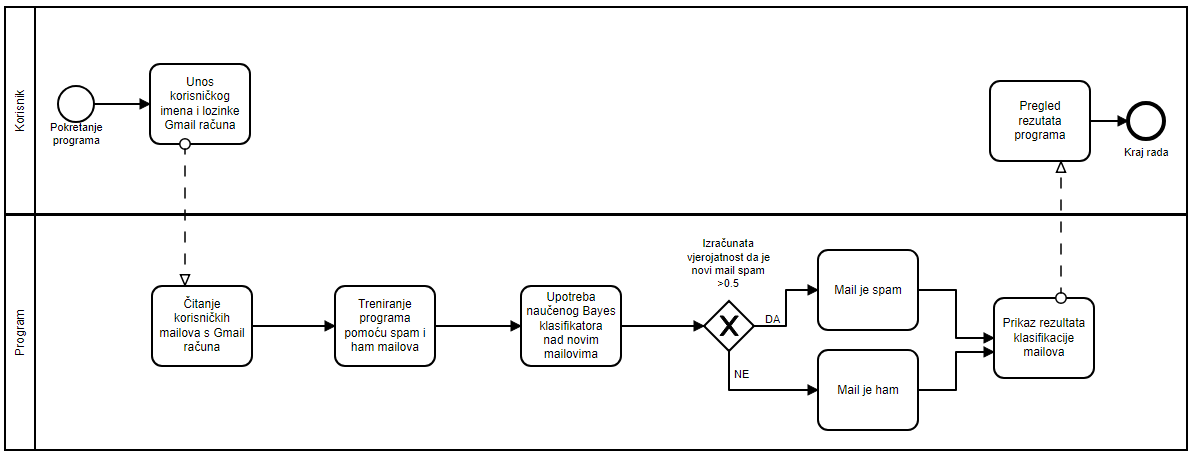 Korisnik
Pokretanje
programa
Unos
korisničkog
imena i lozinke
Gmail računa
Pregled
rezutata
programa
Kraj rada
Program
Čitanje
korisničkih
mailova s Gmail
računa
Treniranje
programa
pomoću spam i
ham mailova
Upotreba
naučenog Bayes
klasifikatora
nad novim
mailovima
Izračunata
vjerojatnost da je
novi mail spam
>0.5
X
DA
NE
Mail je spam
Mail je ham
Prikaz rezultata
klasifikacije
mailova